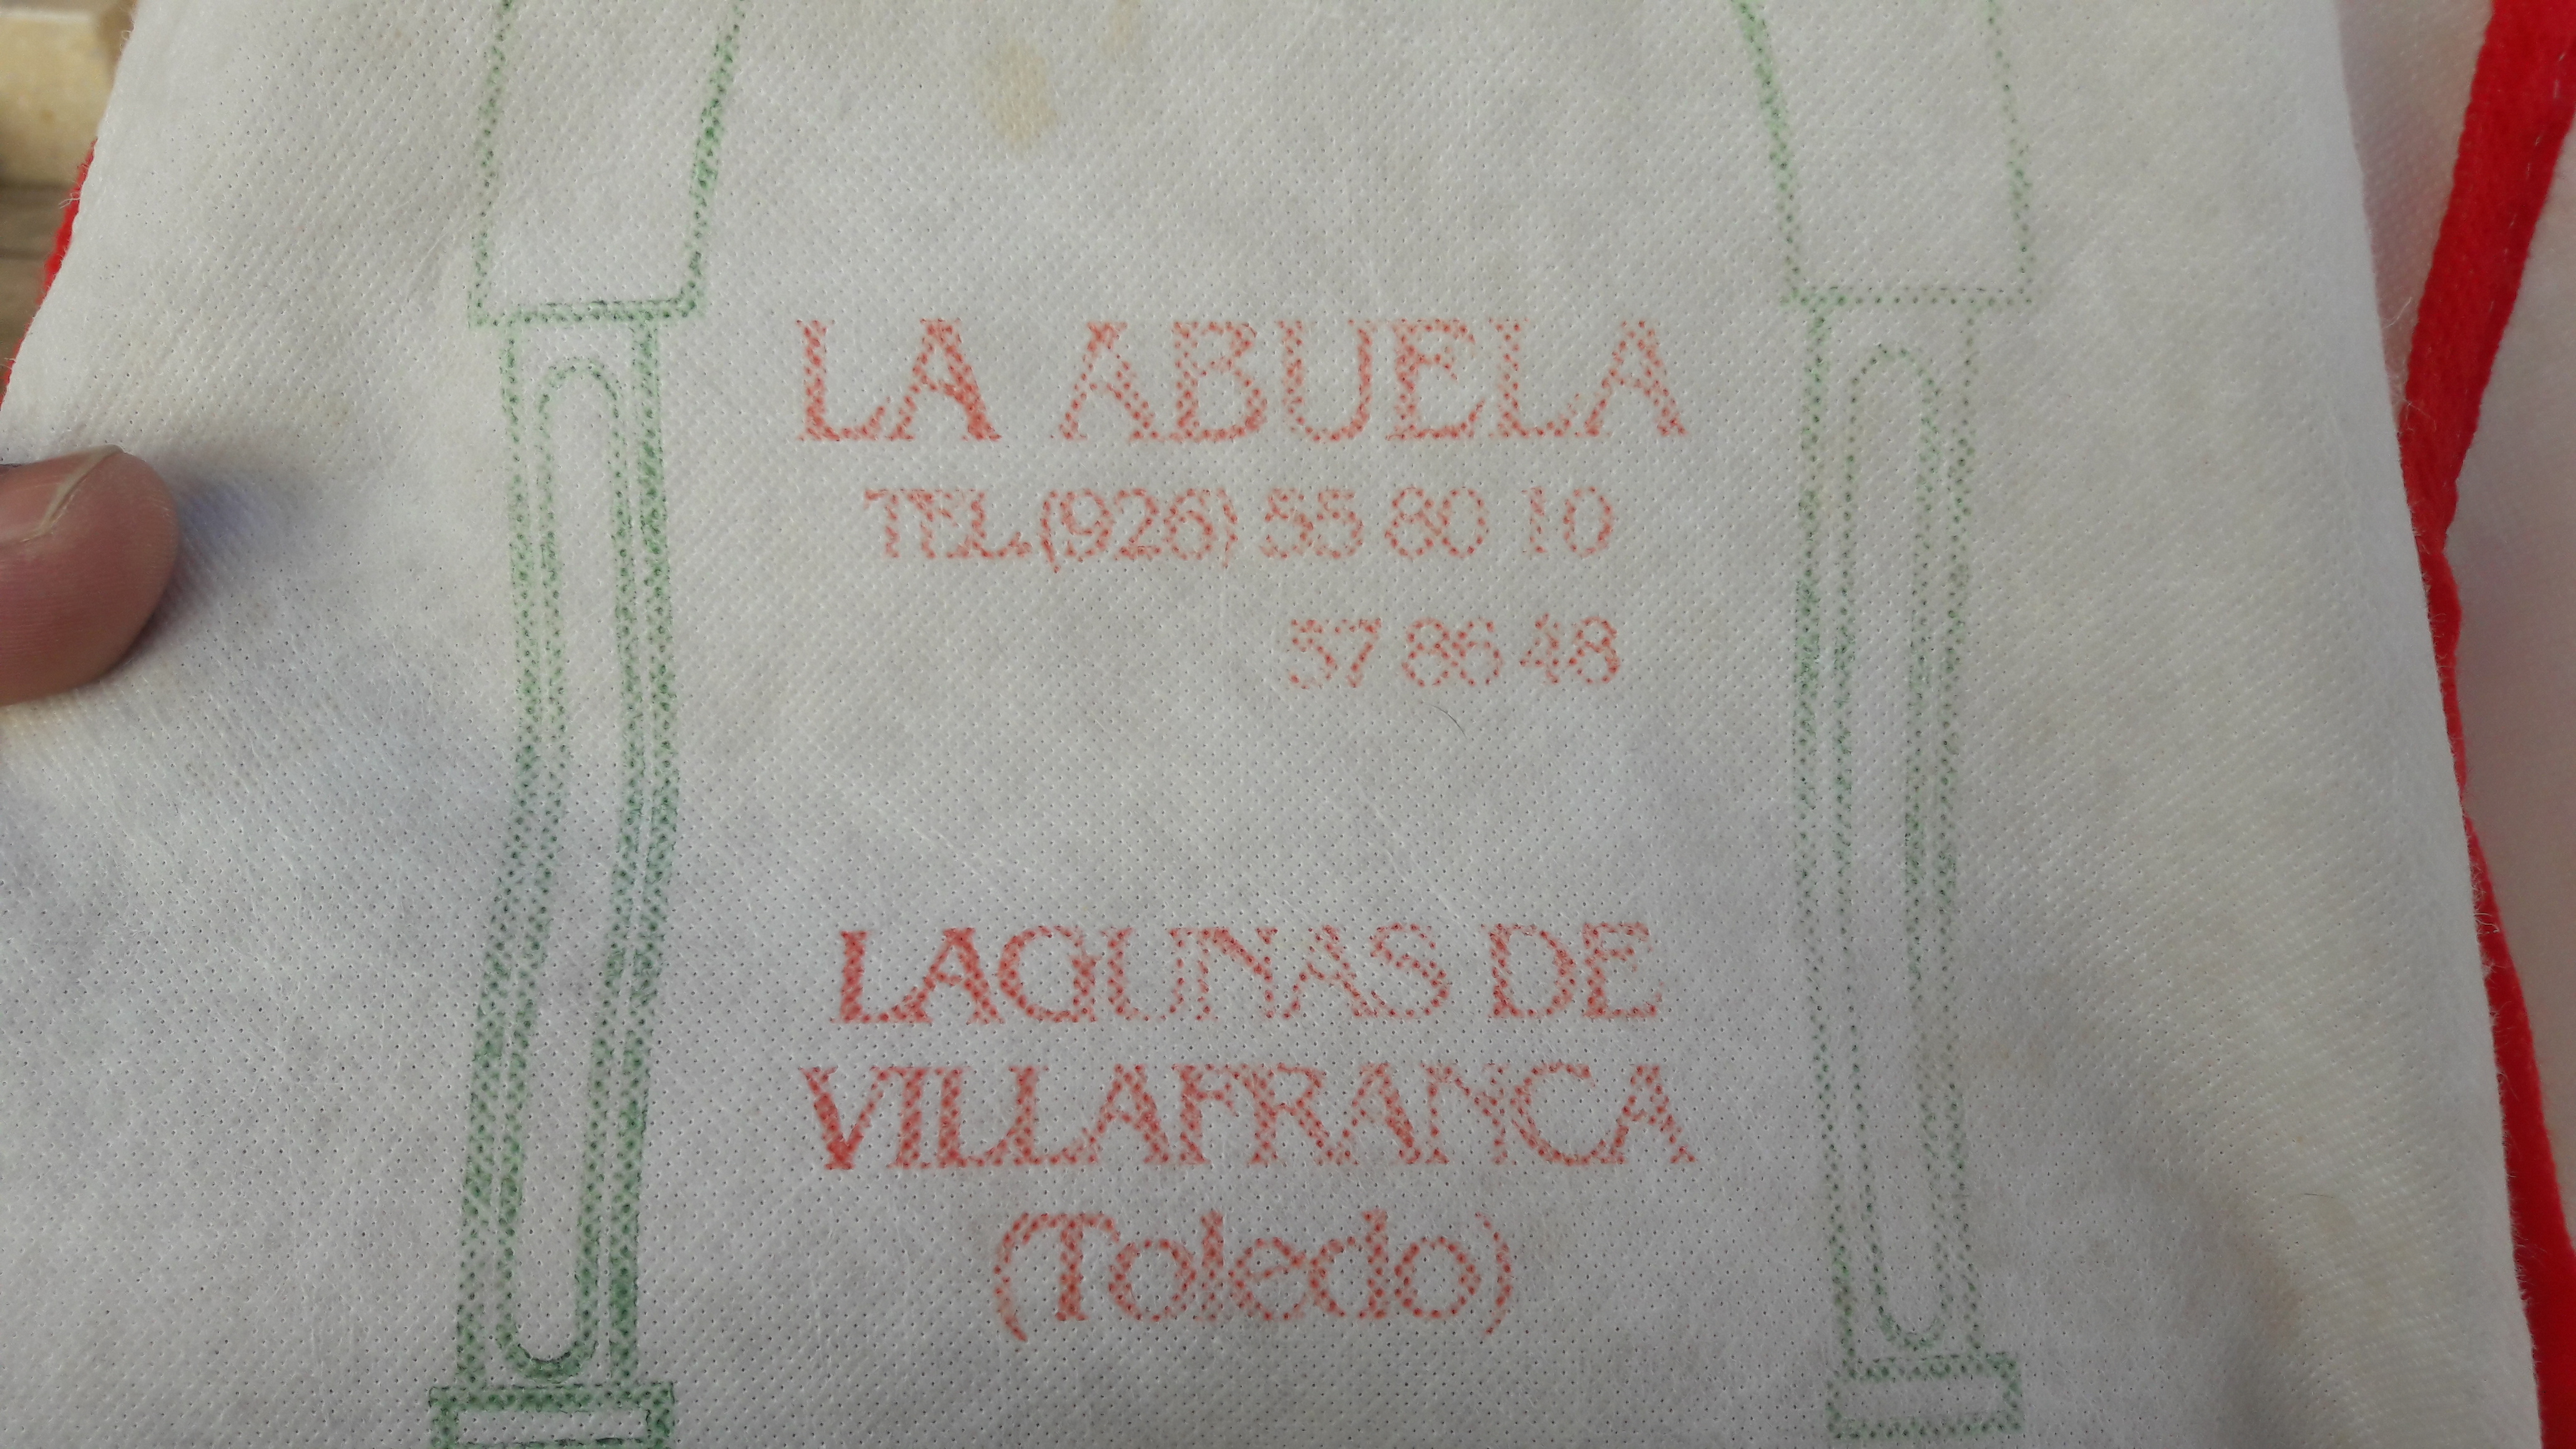 LA ABUELA
TEL.(926) 55 80 10
57 86 48
LAGUNAS DE
VILLAFRANCA
(Toledo)